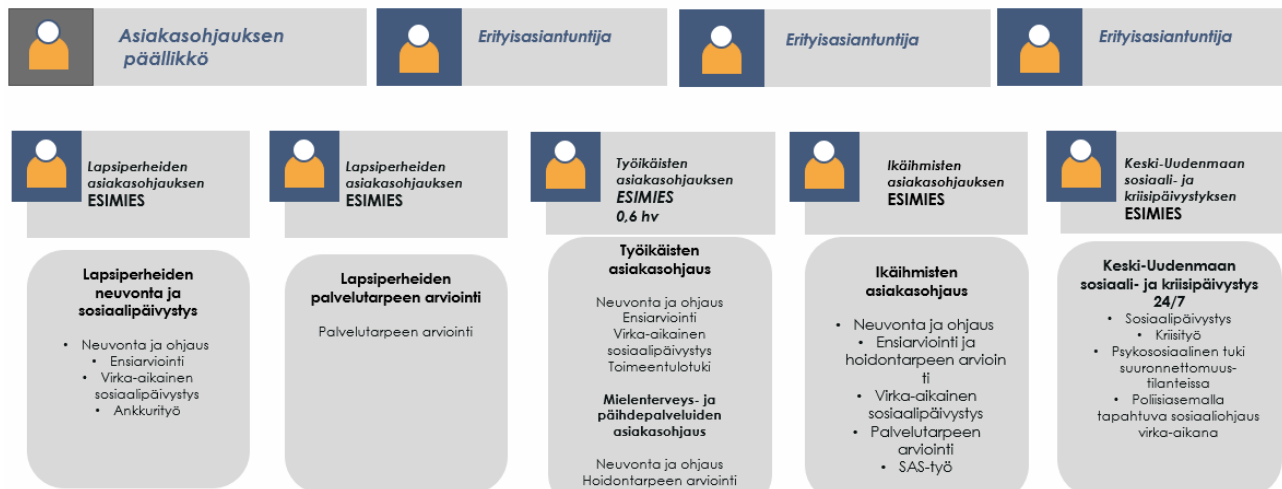 Asiakasohjauksen
päällikkö
Erityisasiantuntija
Erityisasiantuntija
Erityisasiantuntija
Lapsiperheiden
asiakasohjauksen
ESIMIES
Lapsiperheiden
asiakasohjauksen
ESIMIES
Työikäisten
asiakasohjauksen
ESIMIES
0,6 hv
Ikäihmisten
asiakasohjauksen
ESIMIES
Keski-Uudenmaan
sosiaali- ja
kriisipäivystyksen
ESIMIES
Lapsiperheiden
neuvonta ja
sosiaalipäivystys
• Neuvonta ja ohjaus
• Ensiarviointi
• Virka-aikainen
sosiaalipäivystys
• Ankkurityö
Lapsiperheiden
palvelutarpeen arviointi
Palvelutarpeen arviointi
Työikäisten
asiakasohjaus
Neuvonta ja ohjaus
Ensiarviointi
Virka-aikainen
sosiaalipäivystys
Toimeentulotuki
Mielenterveys- ja
päihdepalveluiden
asiakasohjaus
Neuvonta ja ohjaus
Hoidontarpeen arviointi
Ikäihmisten
asiakasohjaus
• Neuvonta ja ohjaus
• Ensiarviointi ja
hoidontarpeen arvioin
ti
• Virka-aikainen
sosiaalipäivystys
• Palvelutarpeen
arviointi
• SAS-työ
Keski-Uudenmaan
sosiaali- ja kriisipäivystys
24/7
• Sosiaalipäivystys
• Kriisityö
• Psykososiaalinen tuki
suuronnettomuus-
tilanteissa
• Poliisiasemalla
tapahtuva sosiaaliohjaus
virka-aikana